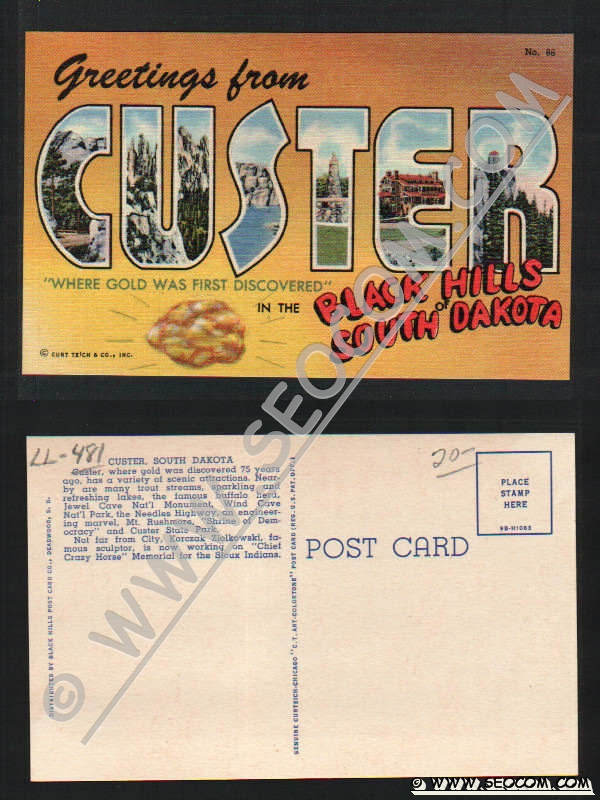 No. 86
Greetings from
CUSTER
"WHERE GOLD WAS FIRST DISCOVERED"
IN THE
BLACK HILLS
OF
SOUTH DAKOTA
© CURT TEICH & CO., INC.
© WWW.SEOCOM.COM
LL-481
20-
CUSTER, SOUTH DAKOTA
Custer, where gold was discovered 75 years
ago, has a variety of scenic attractions. Near-
by are many trout streams, sparkling and
refreshing lakes, the famous buffalo herd,
Jewel Cave Nat'l Monument, Wind Cave
Nat'l Park, the Needles Highway, an engineer-
ing marvel, Mt. Rushmore, "Shrine of Dem-
ocracy" and Custer State Park.
Not far from City, Korczak Ziolkowski, fa-
mous sculptor, is now working on "Chief
Crazy Horse" Memorial for the Sioux Indians.
DISTRIBUTED BY BLACK HILLS POST CARD CO., DEADWOOD, S. D.
GENUINE CURTEICH-CHICAGO "C.T. ART-COLORTONE" POST CARD (REG. U.S. PAT. OFF.)
POST CARD
PLACE
STAMP
HERE
9B-H1063
© WWW.SEOCOM.COM